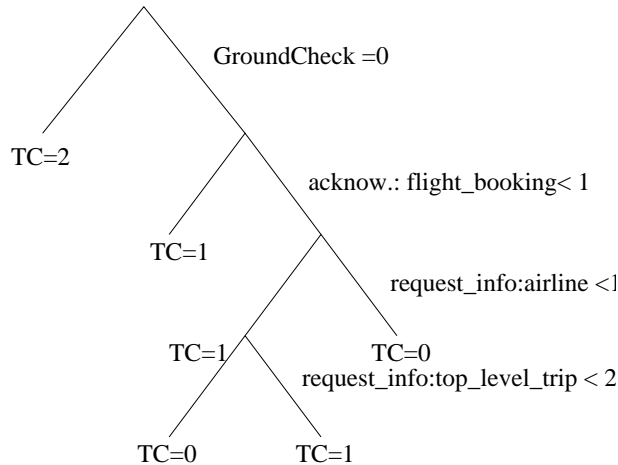 GroundCheck =0
TC=2
acknow.: flight_booking< 1
TC=1
request_info:airline <1
TC=1
TC=0
request_info:top_level_trip < 2
TC=0
TC=1